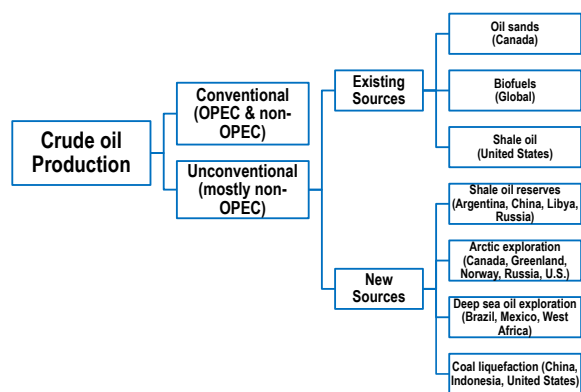 Crude oil
Production
Conventional
(OPEC & non-
OPEC)
Unconventional
(mostly non-
OPEC)
Existing
Sources
Oil sands
(Canada)
Biofuels
(Global)
Shale oil
(United States)
New
Sources
Shale oil reserves
(Argentina, China, Libya,
Russia)
Arctic exploration
(Canada, Greenland,
Norway, Russia, U.S.)
Deep sea oil exploration
(Brazil, Mexico, West
Africa)
Coal liquefaction (China,
Indonesia, United States)